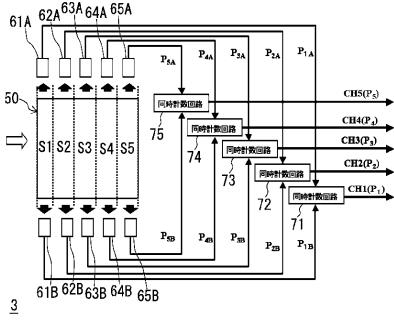 61A 62A 63A 64A 65A
P5A P4A P3A P2A P1A
50
同時計数回路 CH5(P5)
75
同時計数回路 CH4(P4)
74
S1 S2 S3 S4 S5
同時計数回路 CH3(P3)
73
同時計数回路 CH2(P2)
72
同時計数回路 CH1(P1)
71
P5B P4B P3B P2B P1B
61B 62B 63B 64B 65B
3